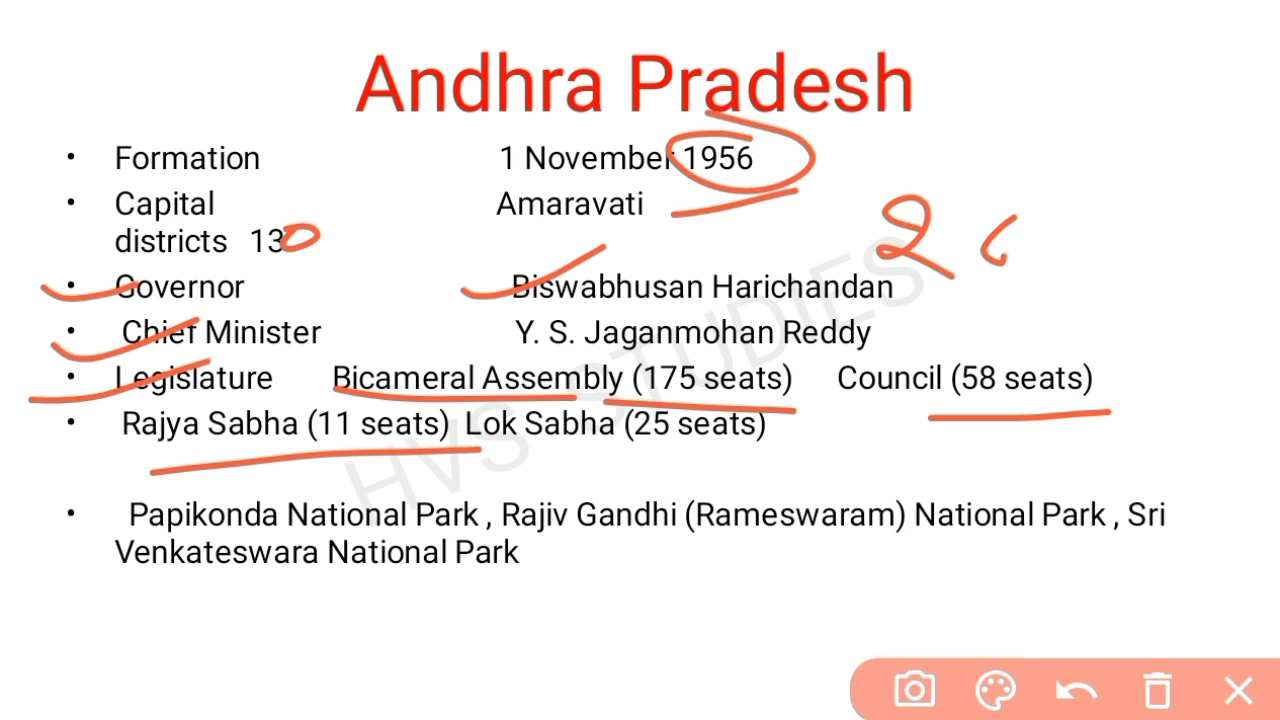 Andhra Pradesh
• Formation 1 November 1956
• Capital Amaravati
districts 13
• Governor Biswabhusan Harichandan
• Chief Minister Y. S. Jaganmohan Reddy
• Legislature Bicameral Assembly (175 seats) Council (58 seats)
• Rajya Sabha (11 seats) Lok Sabha (25 seats)
• Papikonda National Park , Rajiv Gandhi (Rameswaram) National Park , Sri
Venkateswara National Park
HVS STUDIES